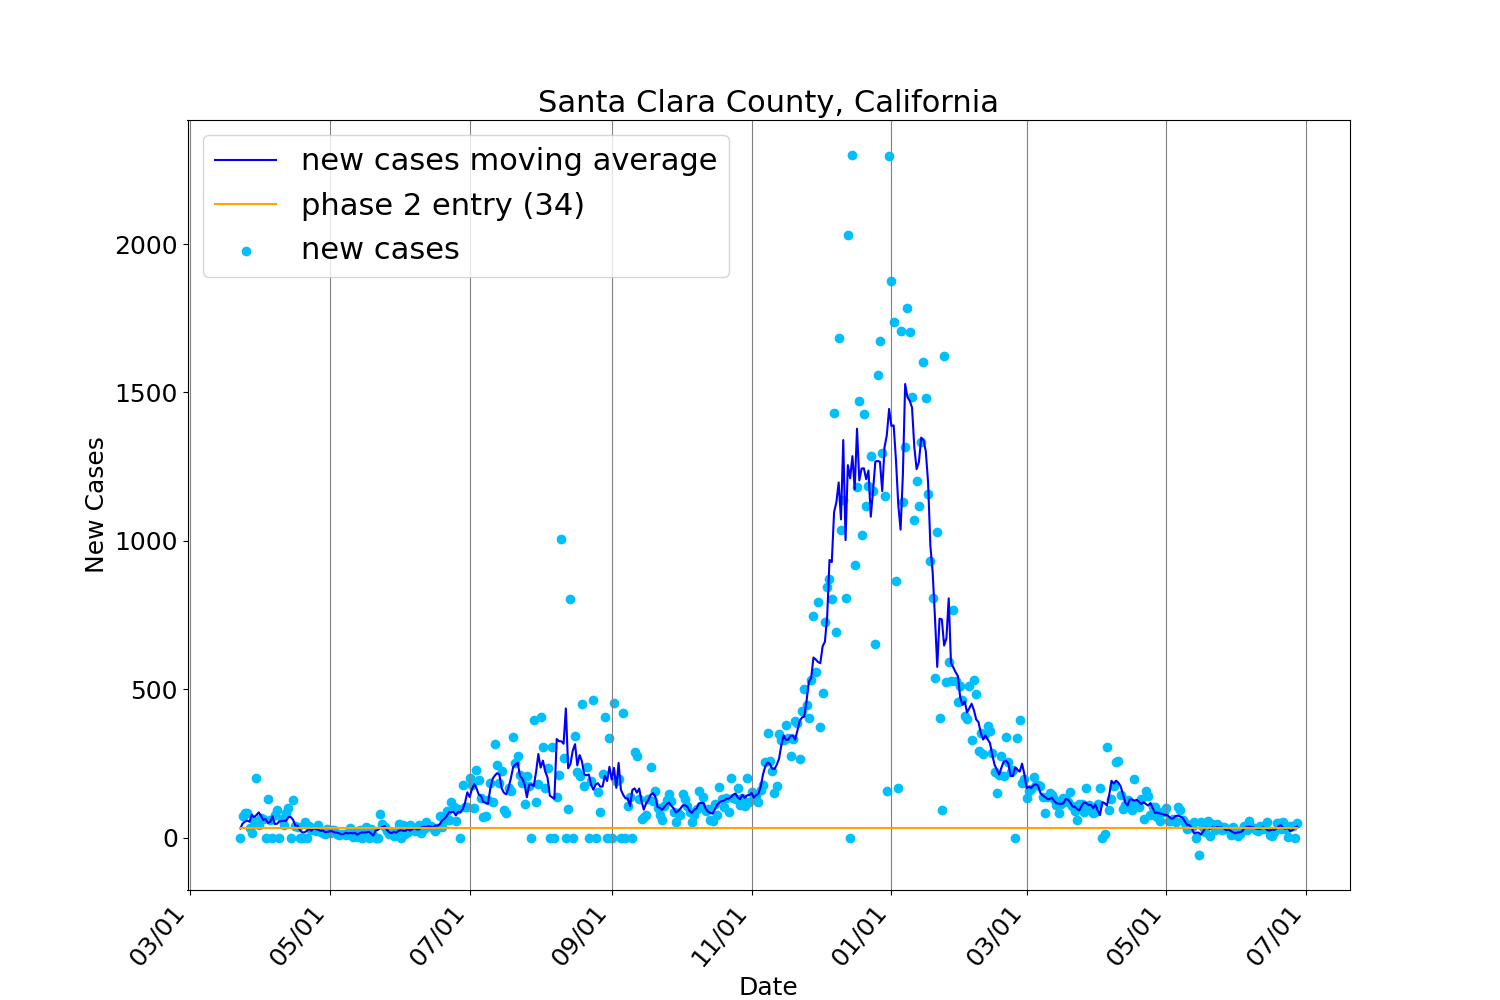 Santa Clara County, California
new cases moving average
phase 2 entry (34)
new cases
2000
1500
1000
500
0
New Cases
03/01
05/01
07/01
09/01
11/01
01/01
03/01
05/01
07/01
Date